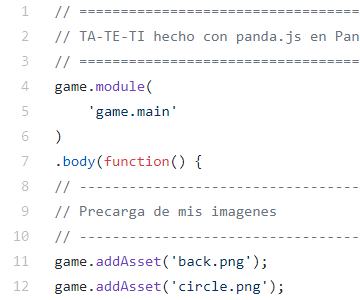 1 // ===================================
2 // TA-TE-TI hecho con panda.js en Pan
3 // ===================================
4 game.module(
5     'game.main'
6 )
7 .body(function() {
8 // -----------------------------------
9 // Precarga de mis imagenes
10 // -----------------------------------
11 game.addAsset('back.png');
12 game.addAsset('circle.png');